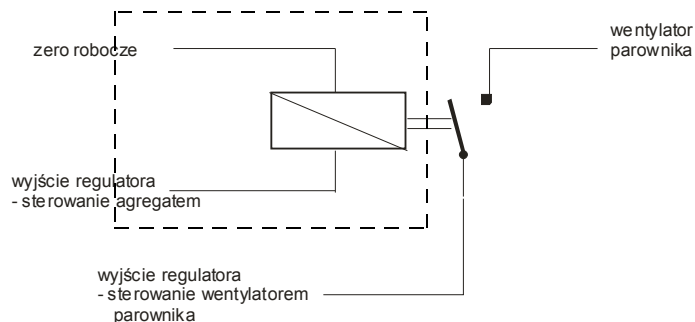 wentylator
parownika
zero robocze
wyjście regulatora
- sterowanie agregatem
wyjście regulatora
- sterowanie wentylatorem
parownika